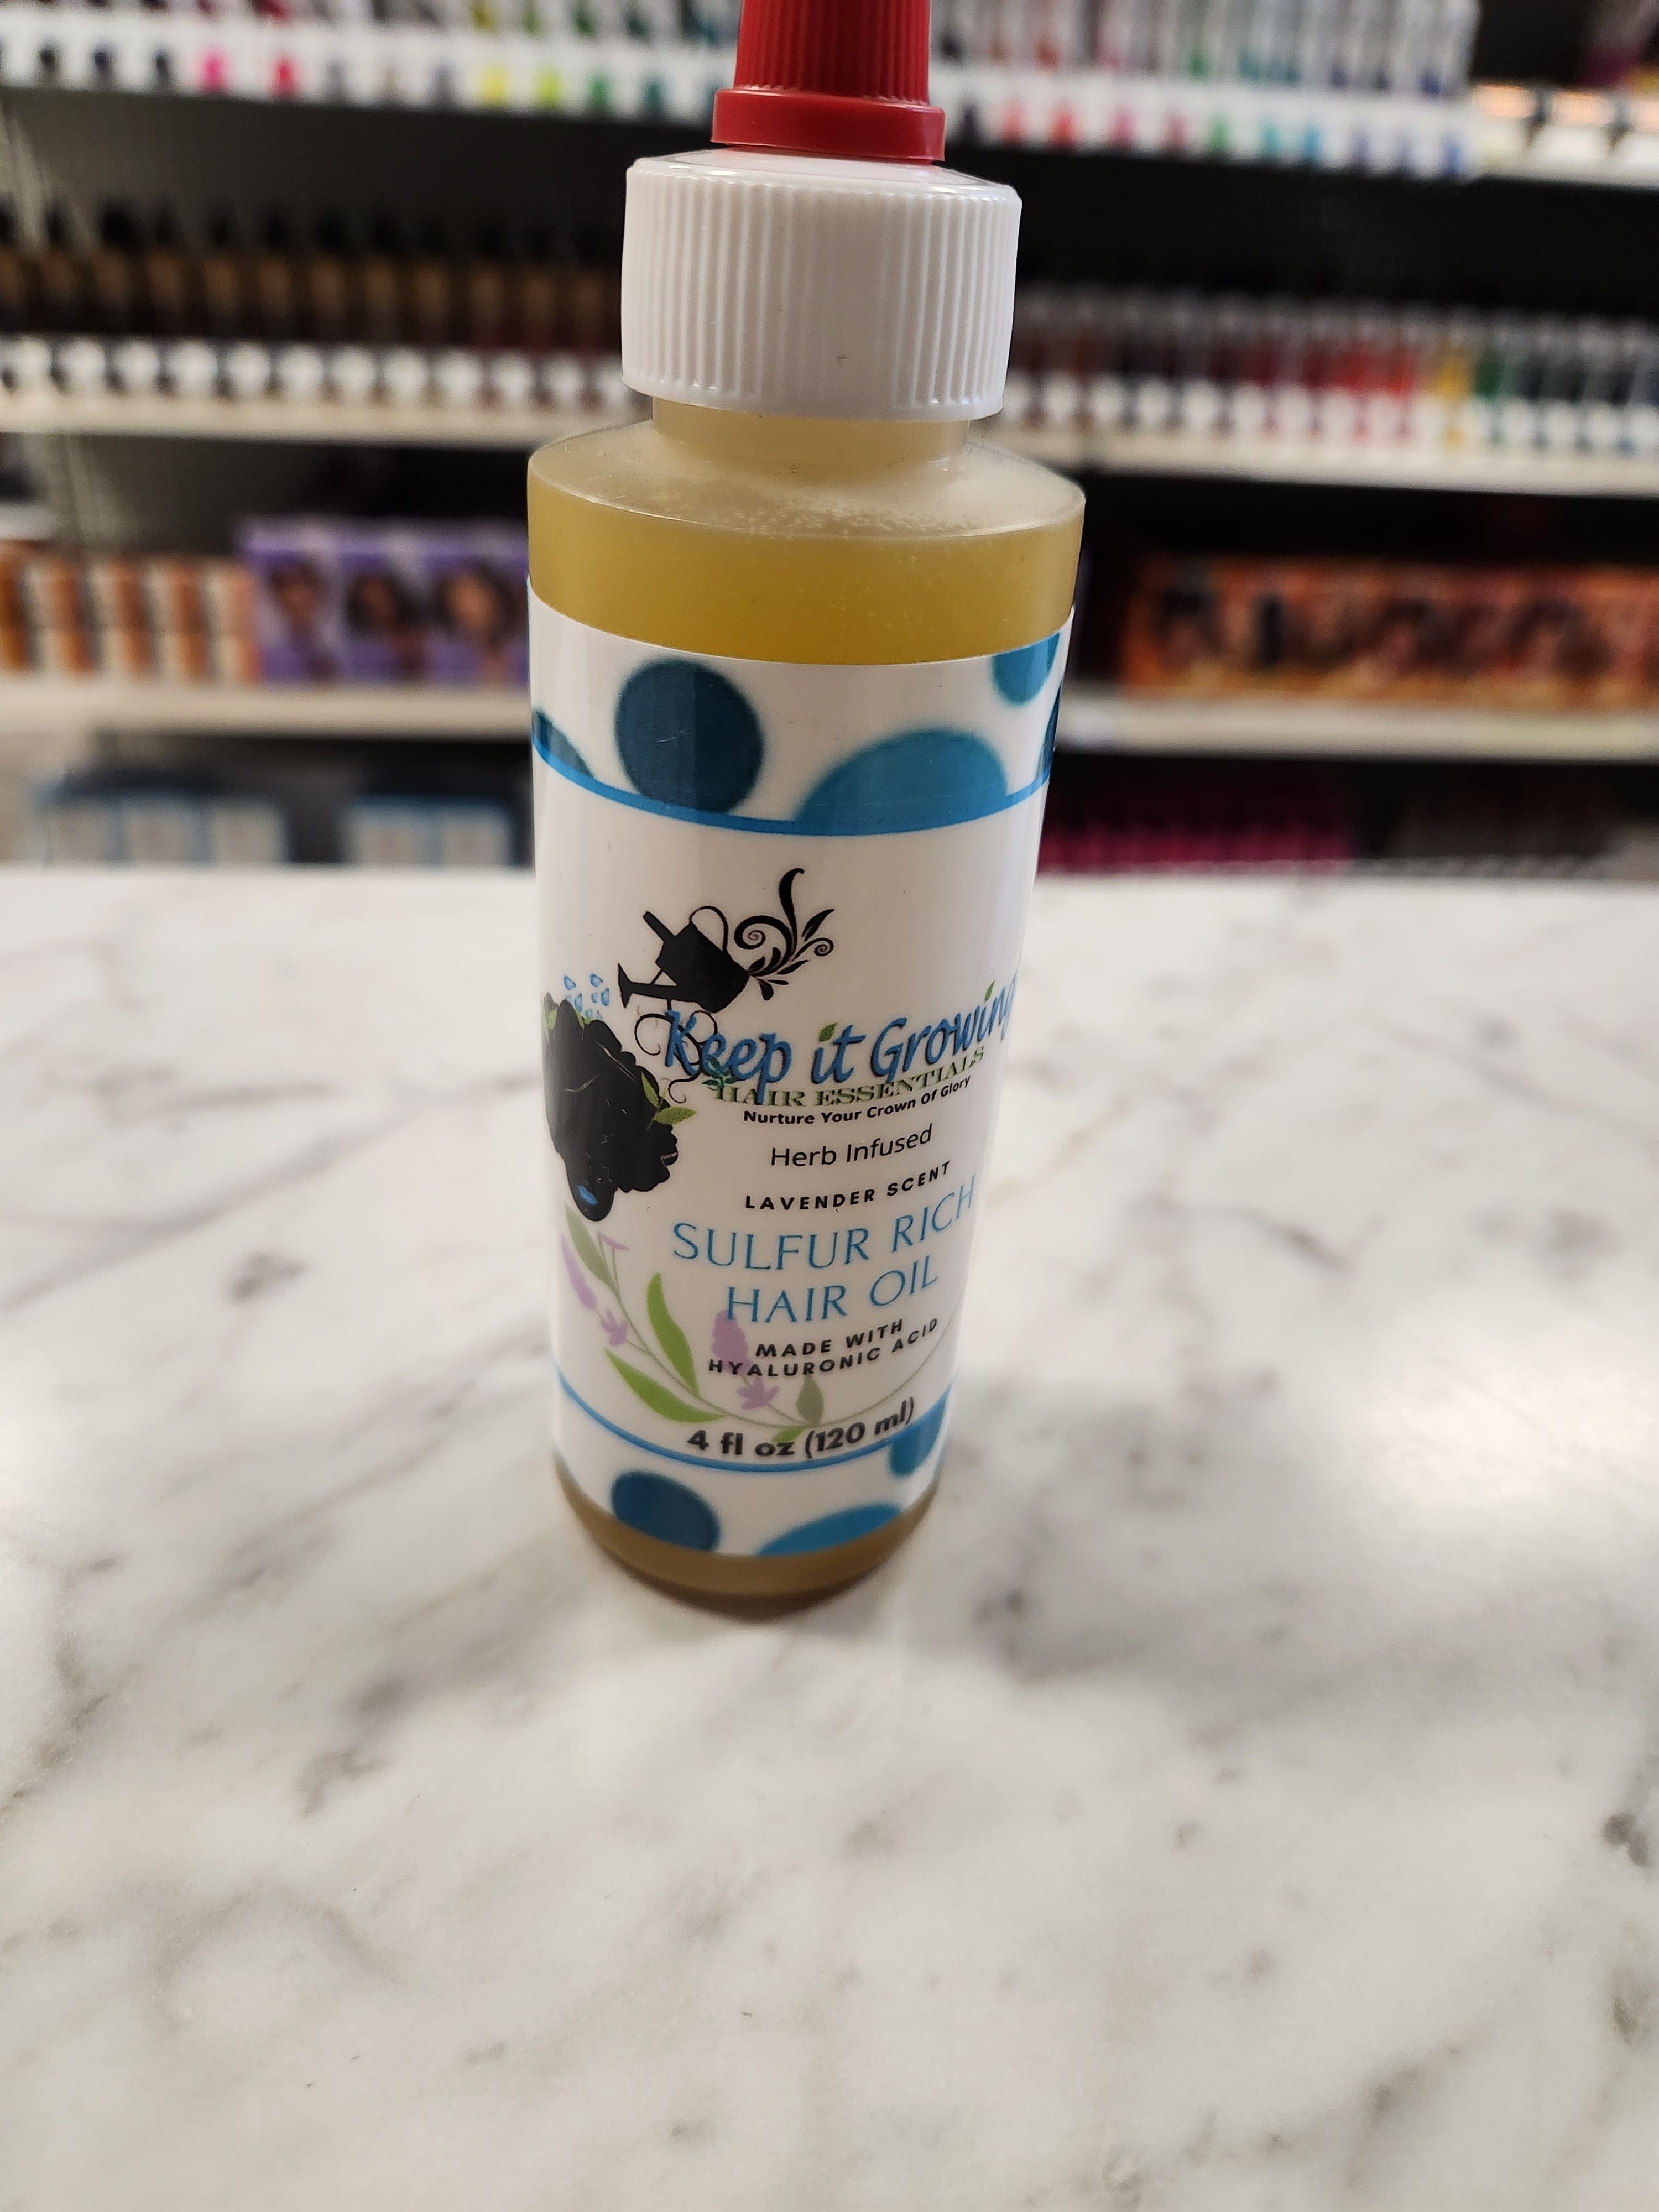 Keep it Growing
HAIR ESSENTIALS
Nurture Your Crown Of Glory
Herb Infused
LAVENDER SCENT
SULFUR RICH
HAIR OIL
MADE WITH
HYALURONIC ACID
4 fl oz (120 ml)